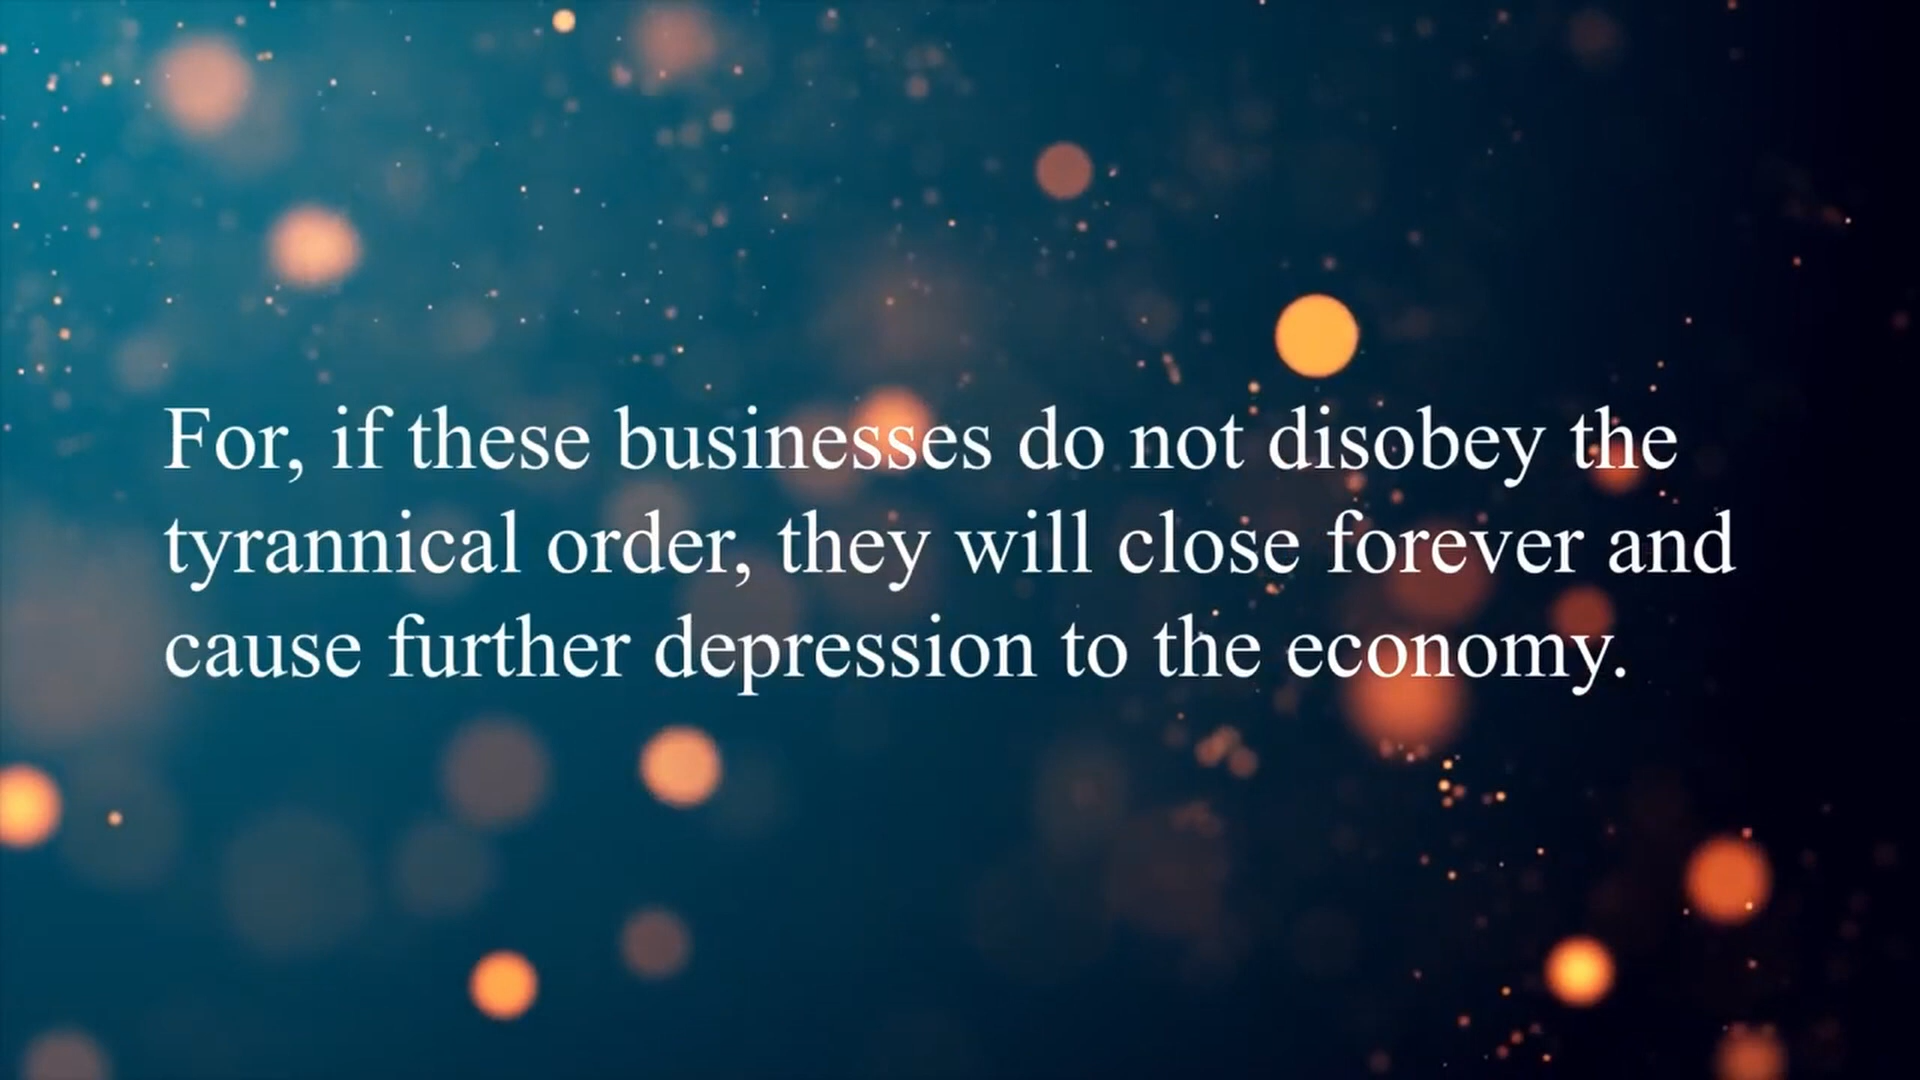 For, if these businesses do not disobey the
tyrannical order, they will close forever and
cause further depression to the economy.